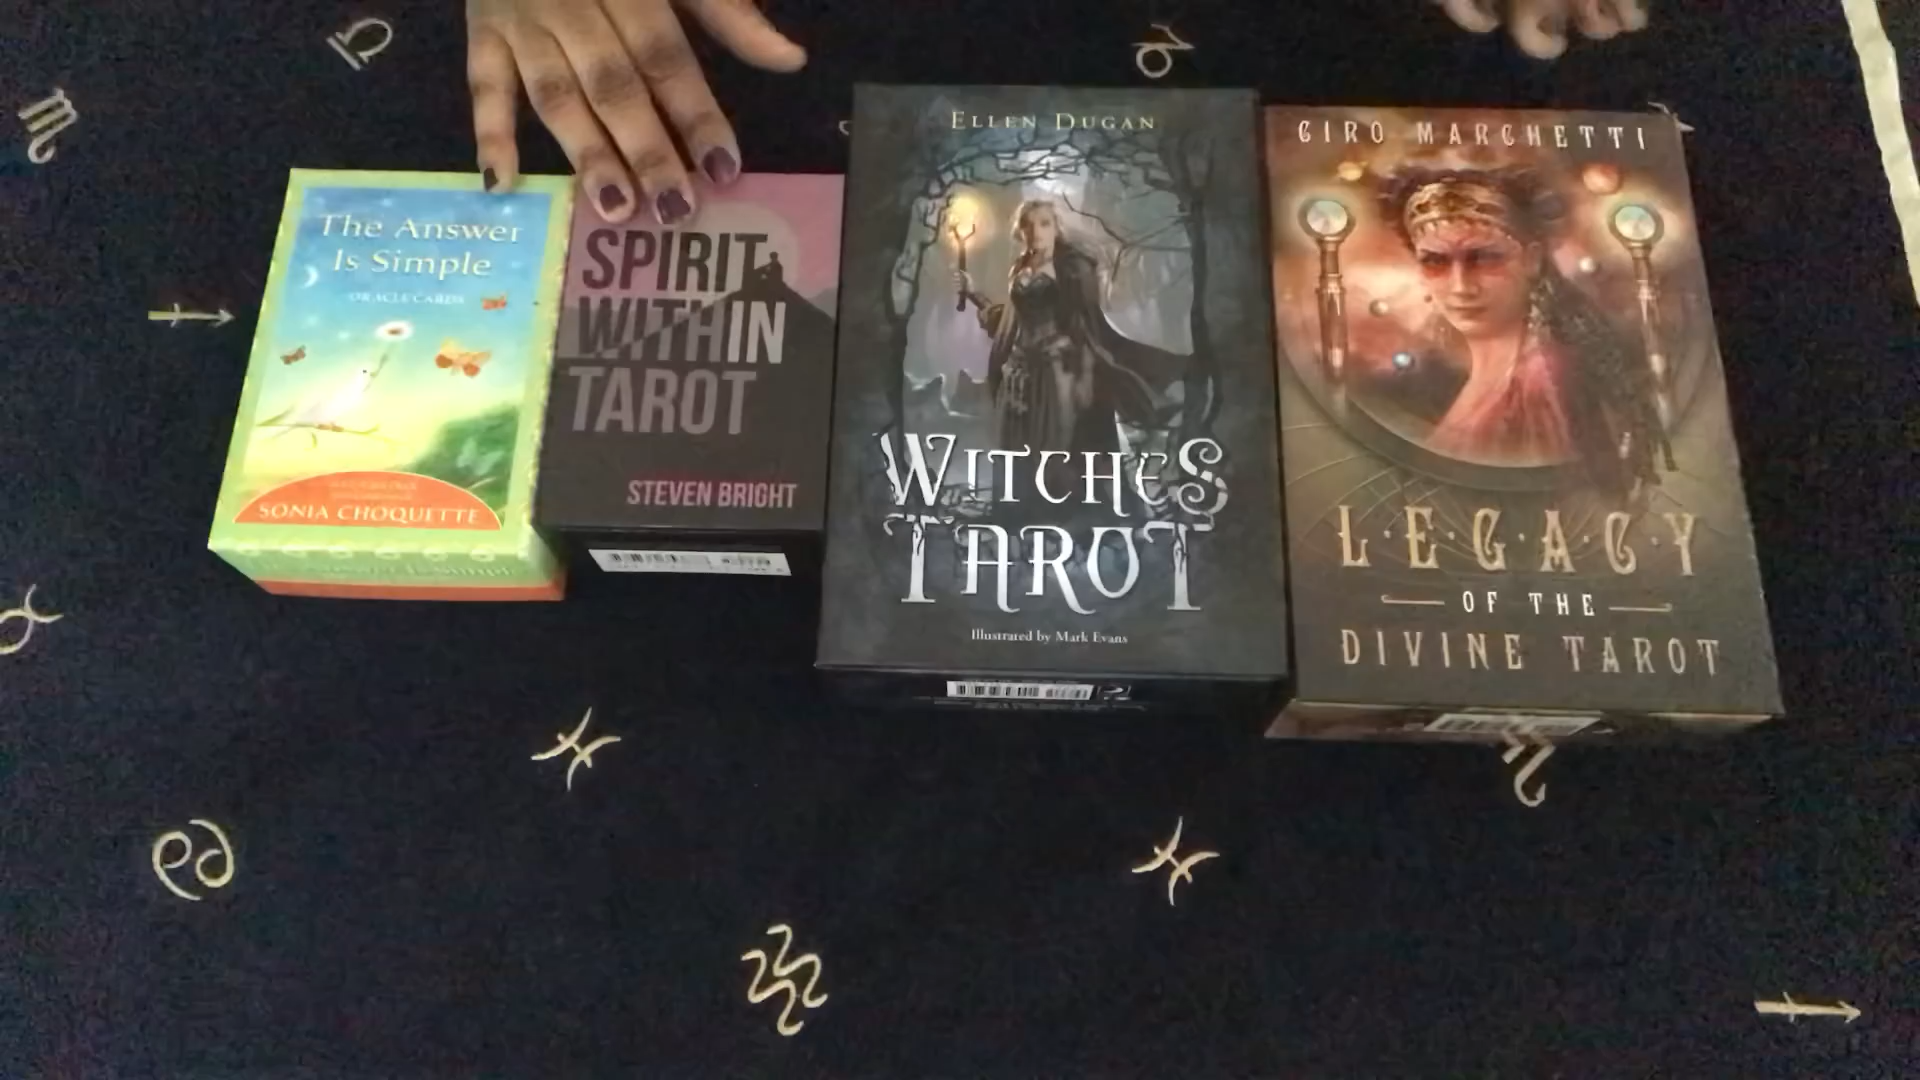 The Answer
Is Simple
ORACLE CARDS
SONIA CHOQUETTE
SPIRIT
WITHIN
TAROT
STEVEN BRIGHT
ELLEN DUGAN
WITCHES
TAROT
Illustrated by Mark Evans
CIRO MARCHETTI
L·E·G·A·C·Y
OF THE
DIVINE TAROT